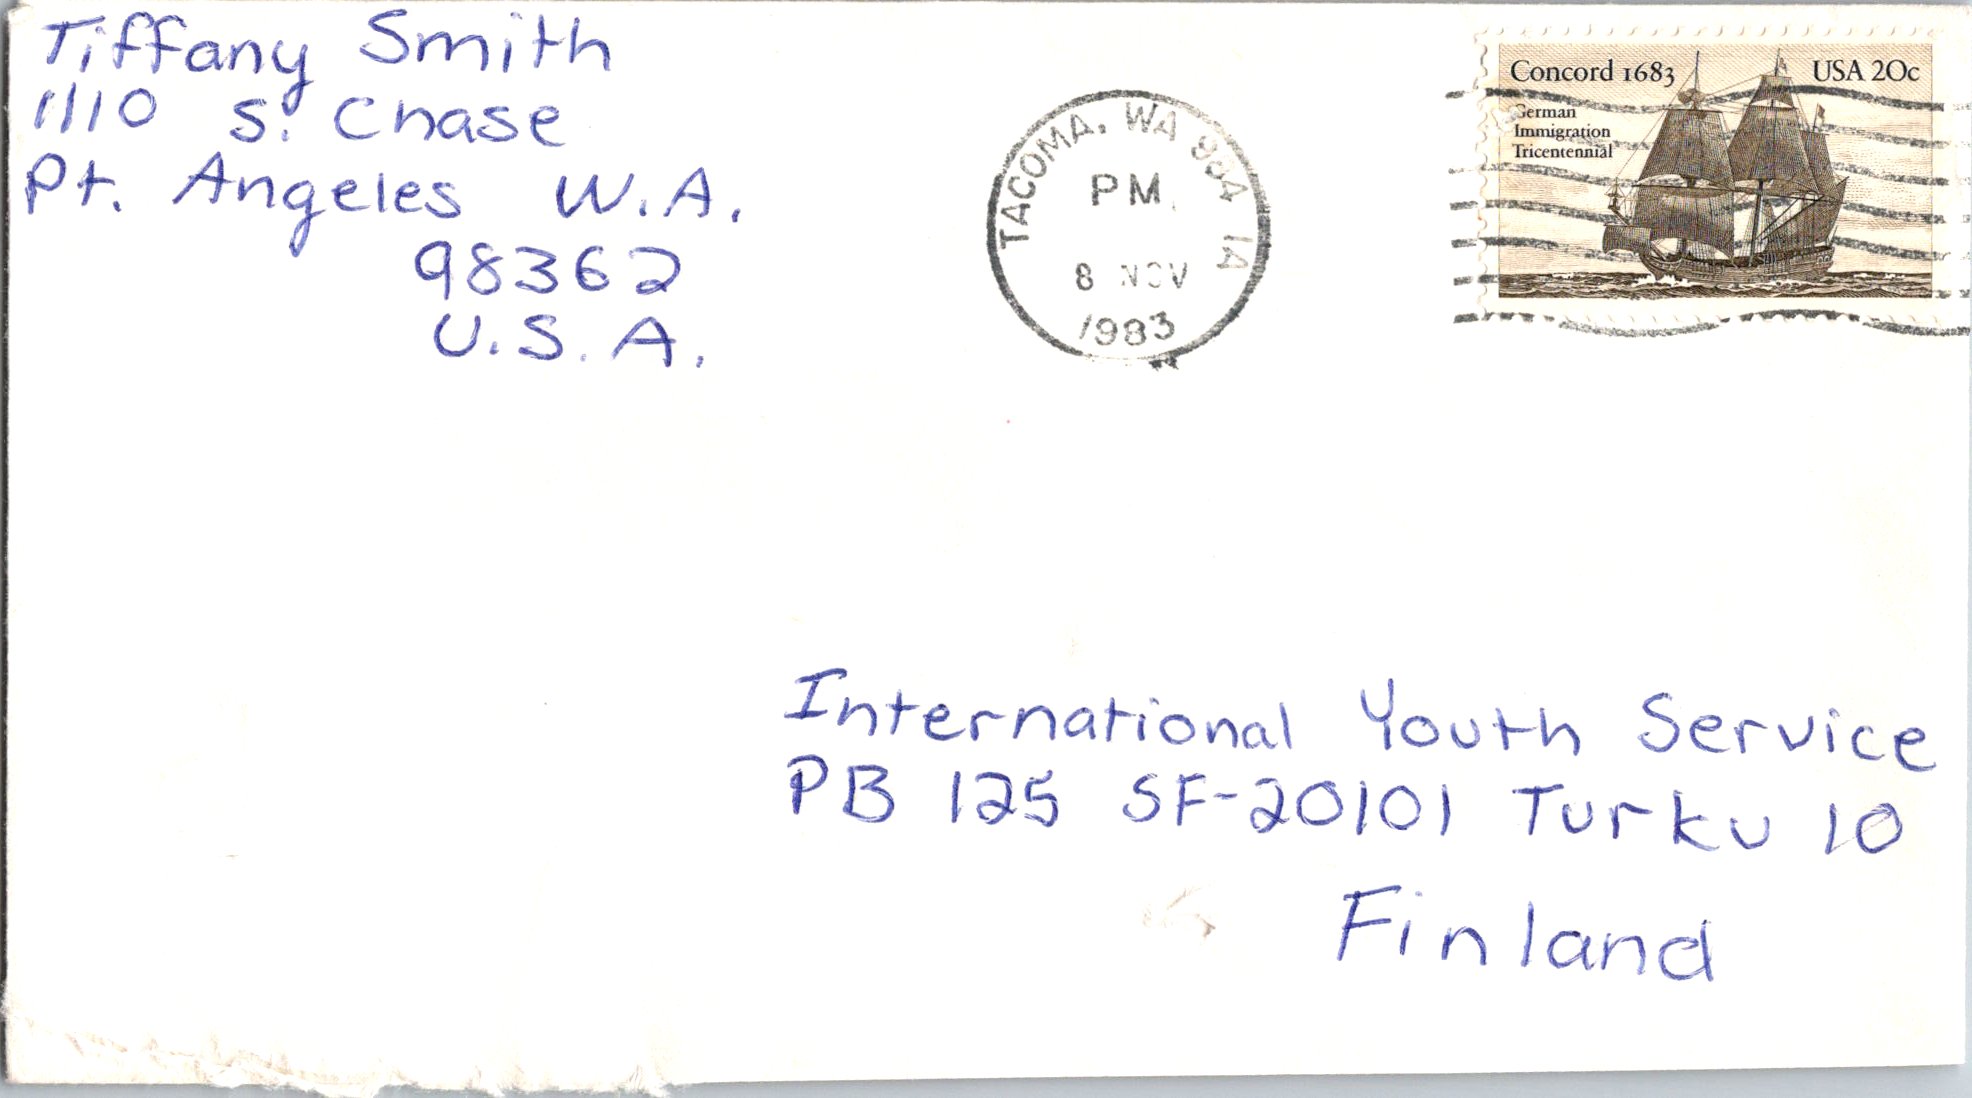 Tiffany Smith
1110 S. Chase
Pt. Angeles W.A.
98362
U.S.A.
TACOMA, WA 1A
PM
8 NOV
1983
Concord 1683 USA 20c
German
Immigration
Tricentennial
International Youth Service
PB 125 SF-20101 Turku 10
Finland